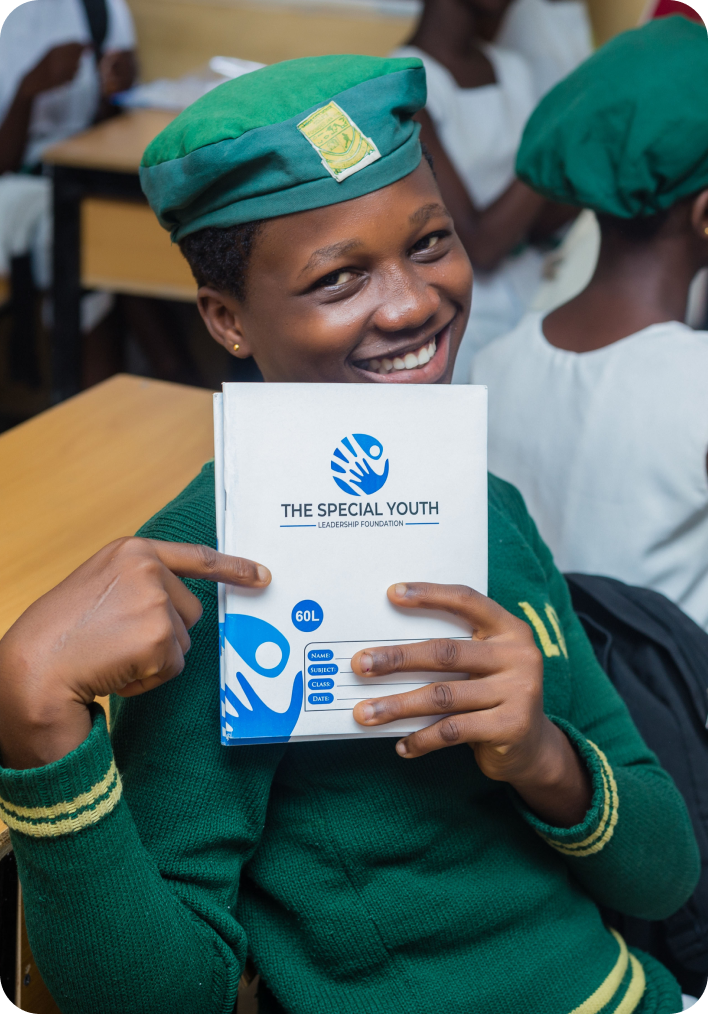 THE SPECIAL YOUTH
LEADERSHIP FOUNDATION
60L
NAME:
SUBJECT:
CLASS:
DATE: